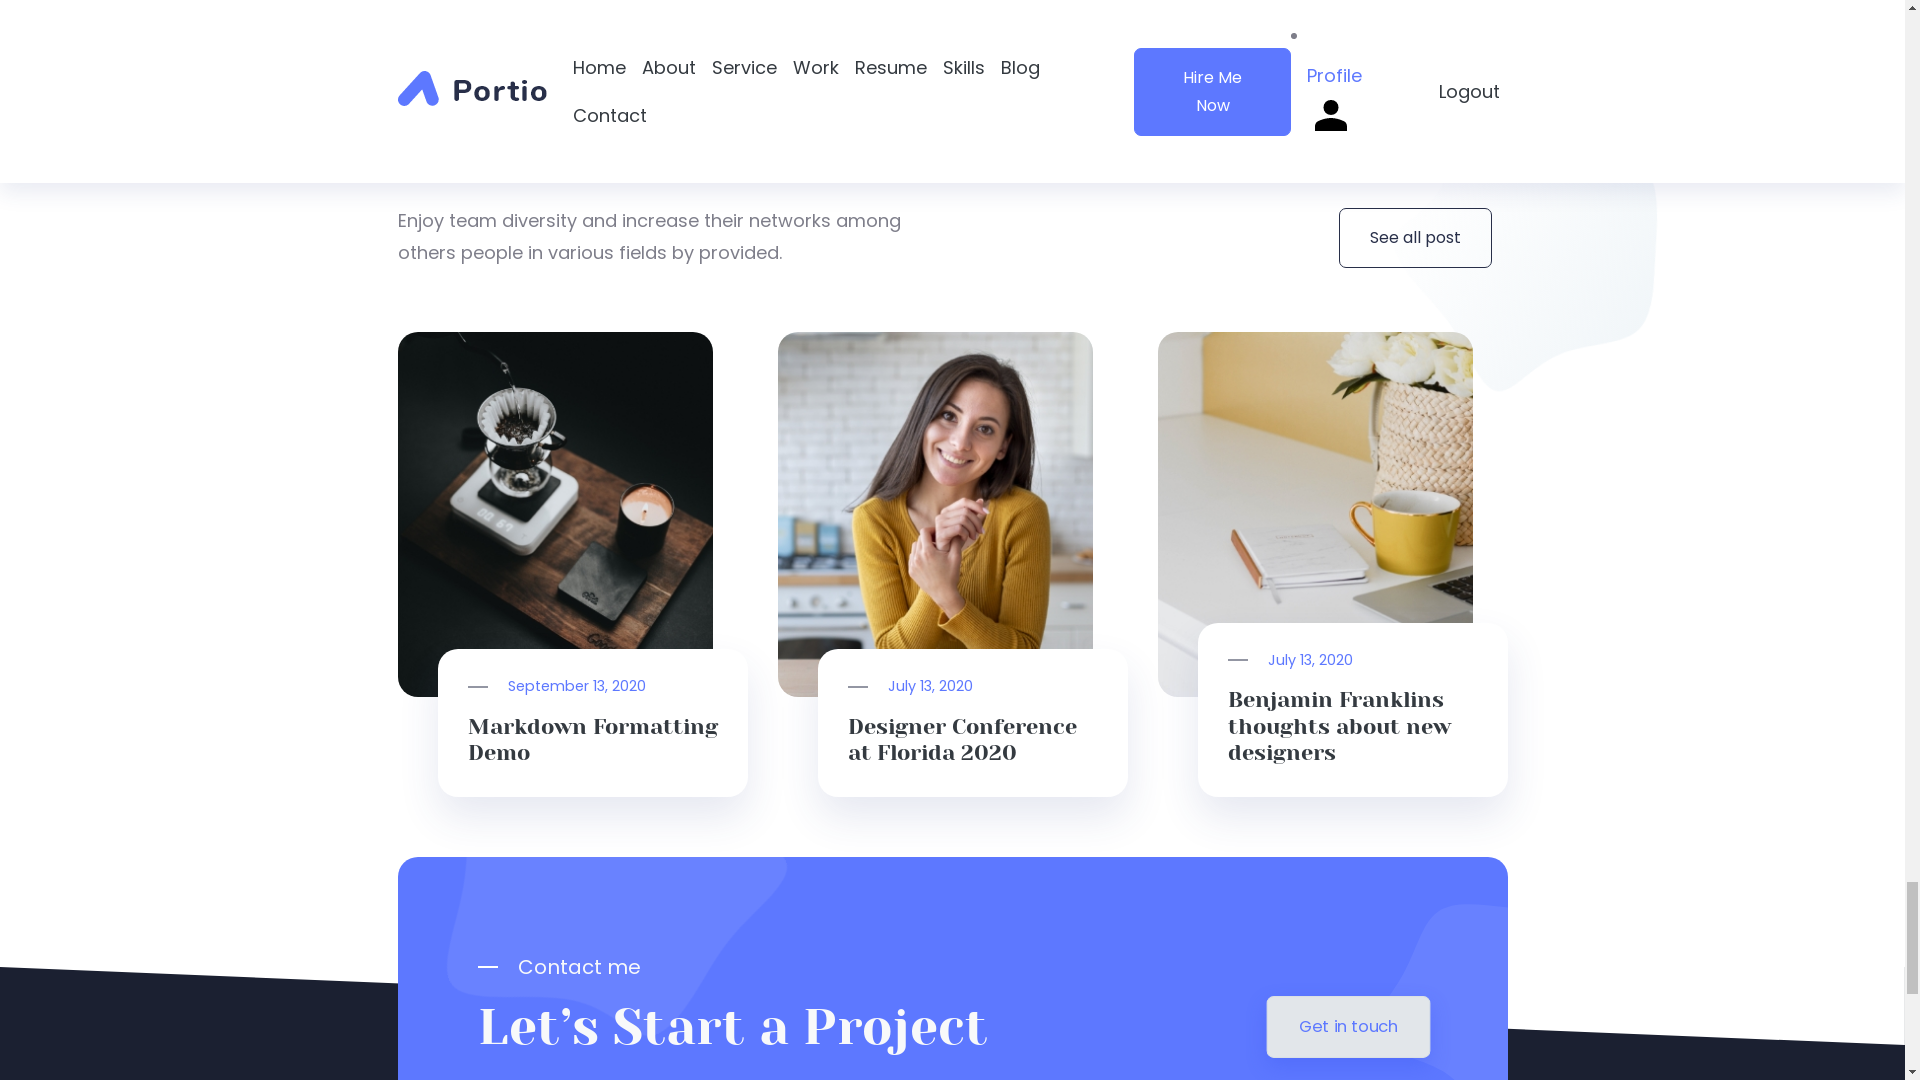 Portio
Home About Service Work Resume Skills Blog
Contact
Hire Me
Now
Profile
Logout
Enjoy team diversity and increase their networks among
others people in various fields by provided.
See all post
September 13, 2020
Markdown Formatting
Demo
July 13, 2020
Designer Conference
at Florida 2020
July 13, 2020
Benjamin Franklins
thoughts about new
designers
Contact me
Let’s Start a Project
Get in touch